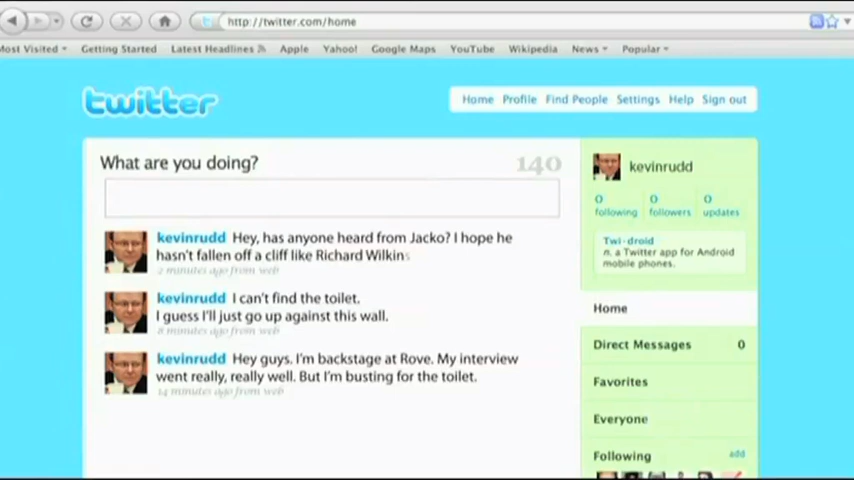 http://twitter.com/home
Most Visited Getting Started Latest Headlines Apple Yahoo! Google Maps YouTube Wikipedia News Popular
twitter
Home Profile Find People Settings Help Sign out
What are you doing? 140
kevinrudd
0 0 0
following followers updates
Twi-droid
n. a Twitter app for Android
mobile phones.
kevinrudd Hey, has anyone heard from Jacko? I hope he
hasn't fallen off a cliff like Richard Wilkins
2 minutes ago from web
kevinrudd I can't find the toilet.
I guess I'll just go up against this wall.
8 minutes ago from web
kevinrudd Hey guys. I'm backstage at Rove. My interview
went really, really well. But I'm busting for the toilet.
14 minutes ago from web
Home
Direct Messages 0
Favorites
Everyone
Following add